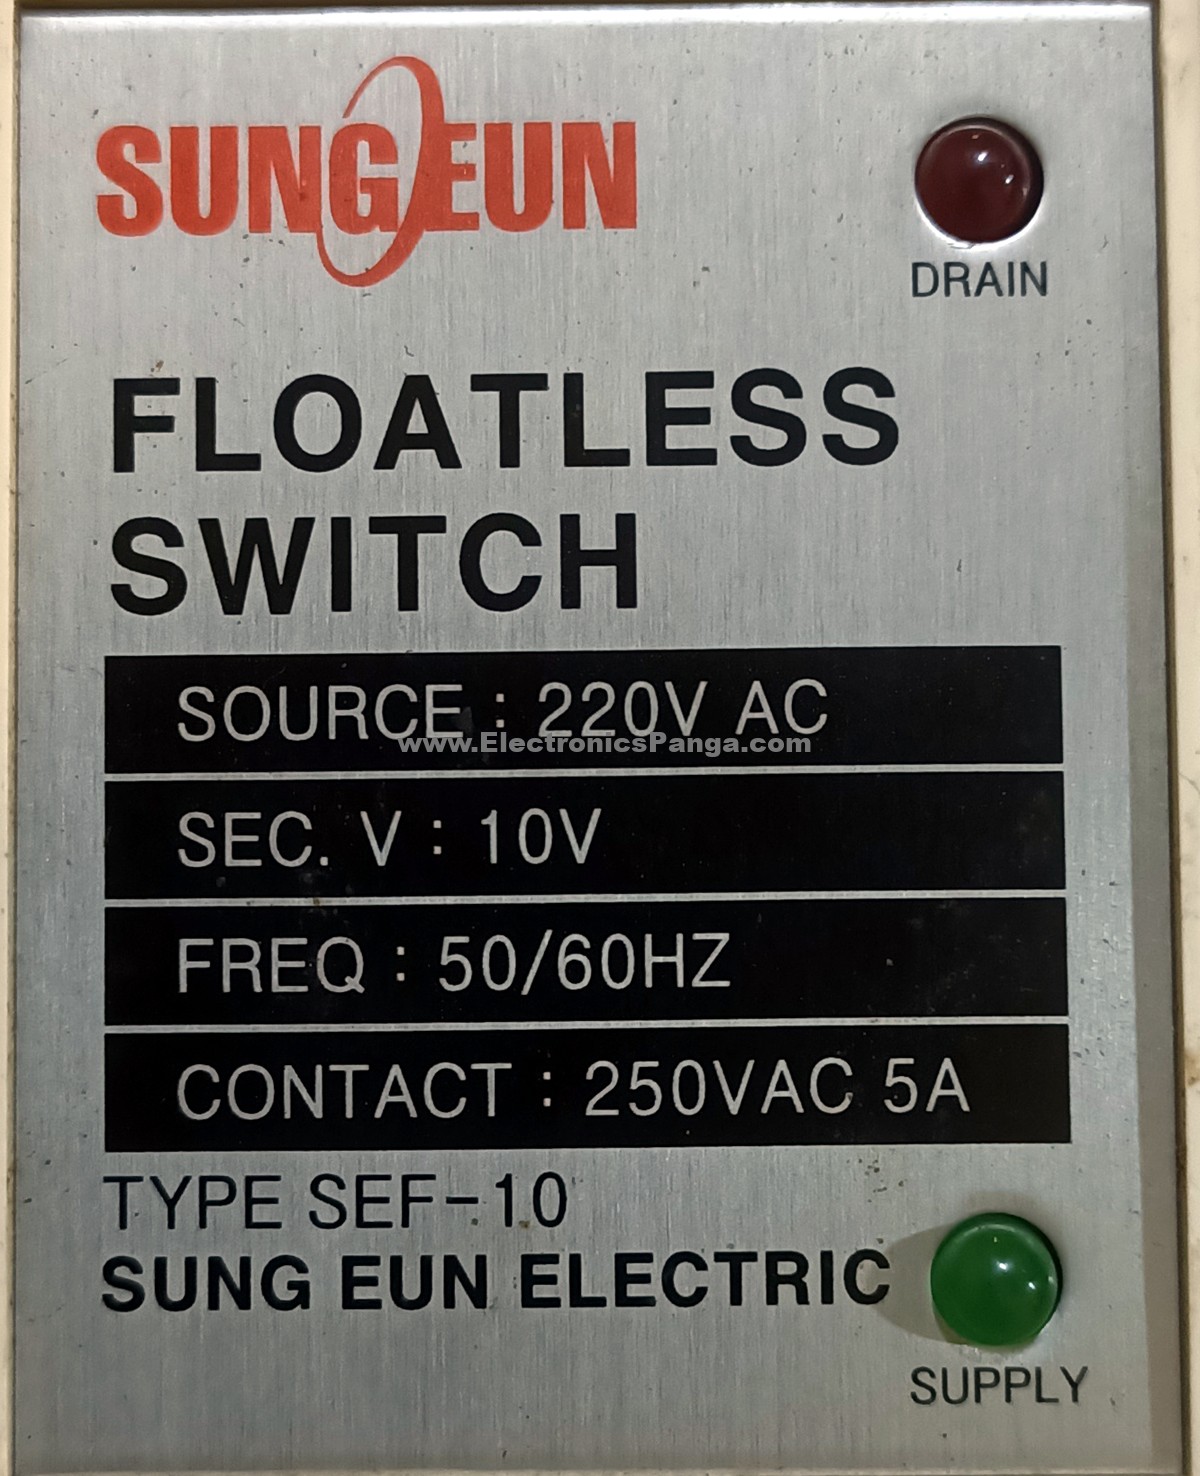 SUNGEUN
DRAIN
FLOATLESS
SWITCH
SOURCE : 220V AC
www.ElectronicsPanga.com
SEC. V : 10V
FREQ : 50/60HZ
CONTACT : 250VAC 5A
TYPE SEF-10
SUNG EUN ELECTRIC
SUPPLY